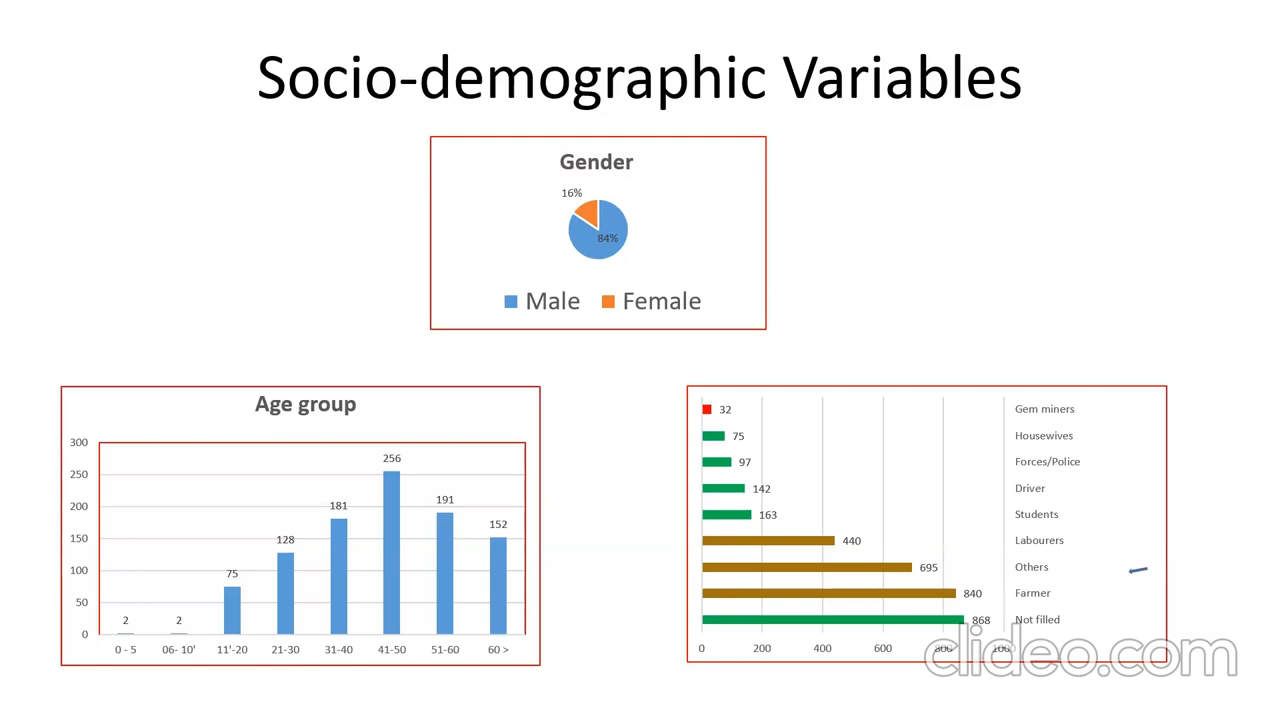 Socio-demographic Variables
Gender
16%
84%
Male Female
Age group
300
250
200
150
100
50
0
2
2
75
128
181
256
191
152
0 - 5 06- 10' 11'-20 21-30 31-40 41-50 51-60 60 >
32 Gem miners
75 Housewives
97 Forces/Police
142 Driver
163 Students
440 Labourers
695 Others
840 Farmer
868 Not filled
0 200 400 600 800 1000
clideo.com